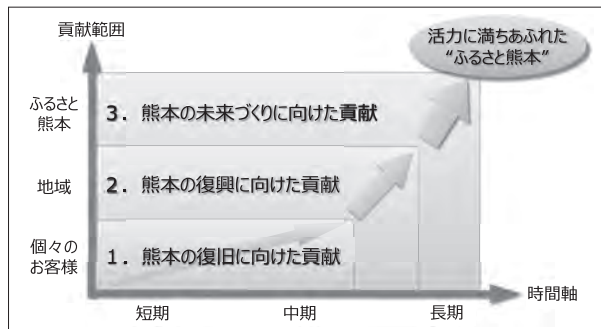 貢献範囲
活力に満ちあふれた
“ふるさと熊本”
ふるさと
熊本
3．熊本の未来づくりに向けた貢献
地域
2．熊本の復興に向けた貢献
個々の
お客様
1．熊本の復旧に向けた貢献
時間軸
短期
中期
長期